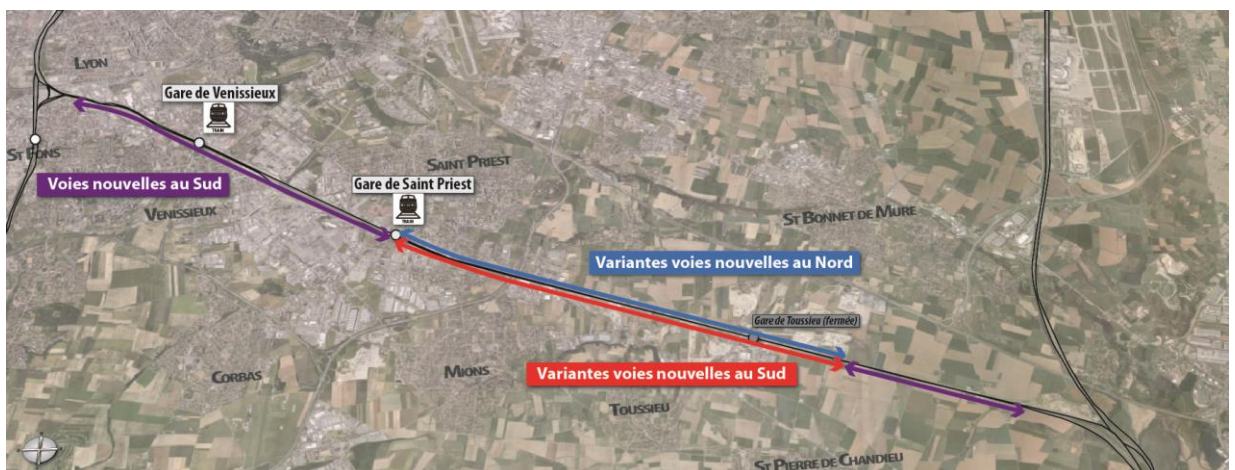 LYON
Gare de Venissieux
TRAIN
ST FONS
Voies nouvelles au Sud
VENISSIEUX
SAINT PRIEST
Gare de Saint Priest
TRAIN
ST BONNET DE MURE
Variantes voies nouvelles au Nord
Gare de Toussieu (fermée)
Variantes voies nouvelles au Sud
CORBAS
MIONS
TOUSSIEU
ST PIERRE DE CHANDIEU